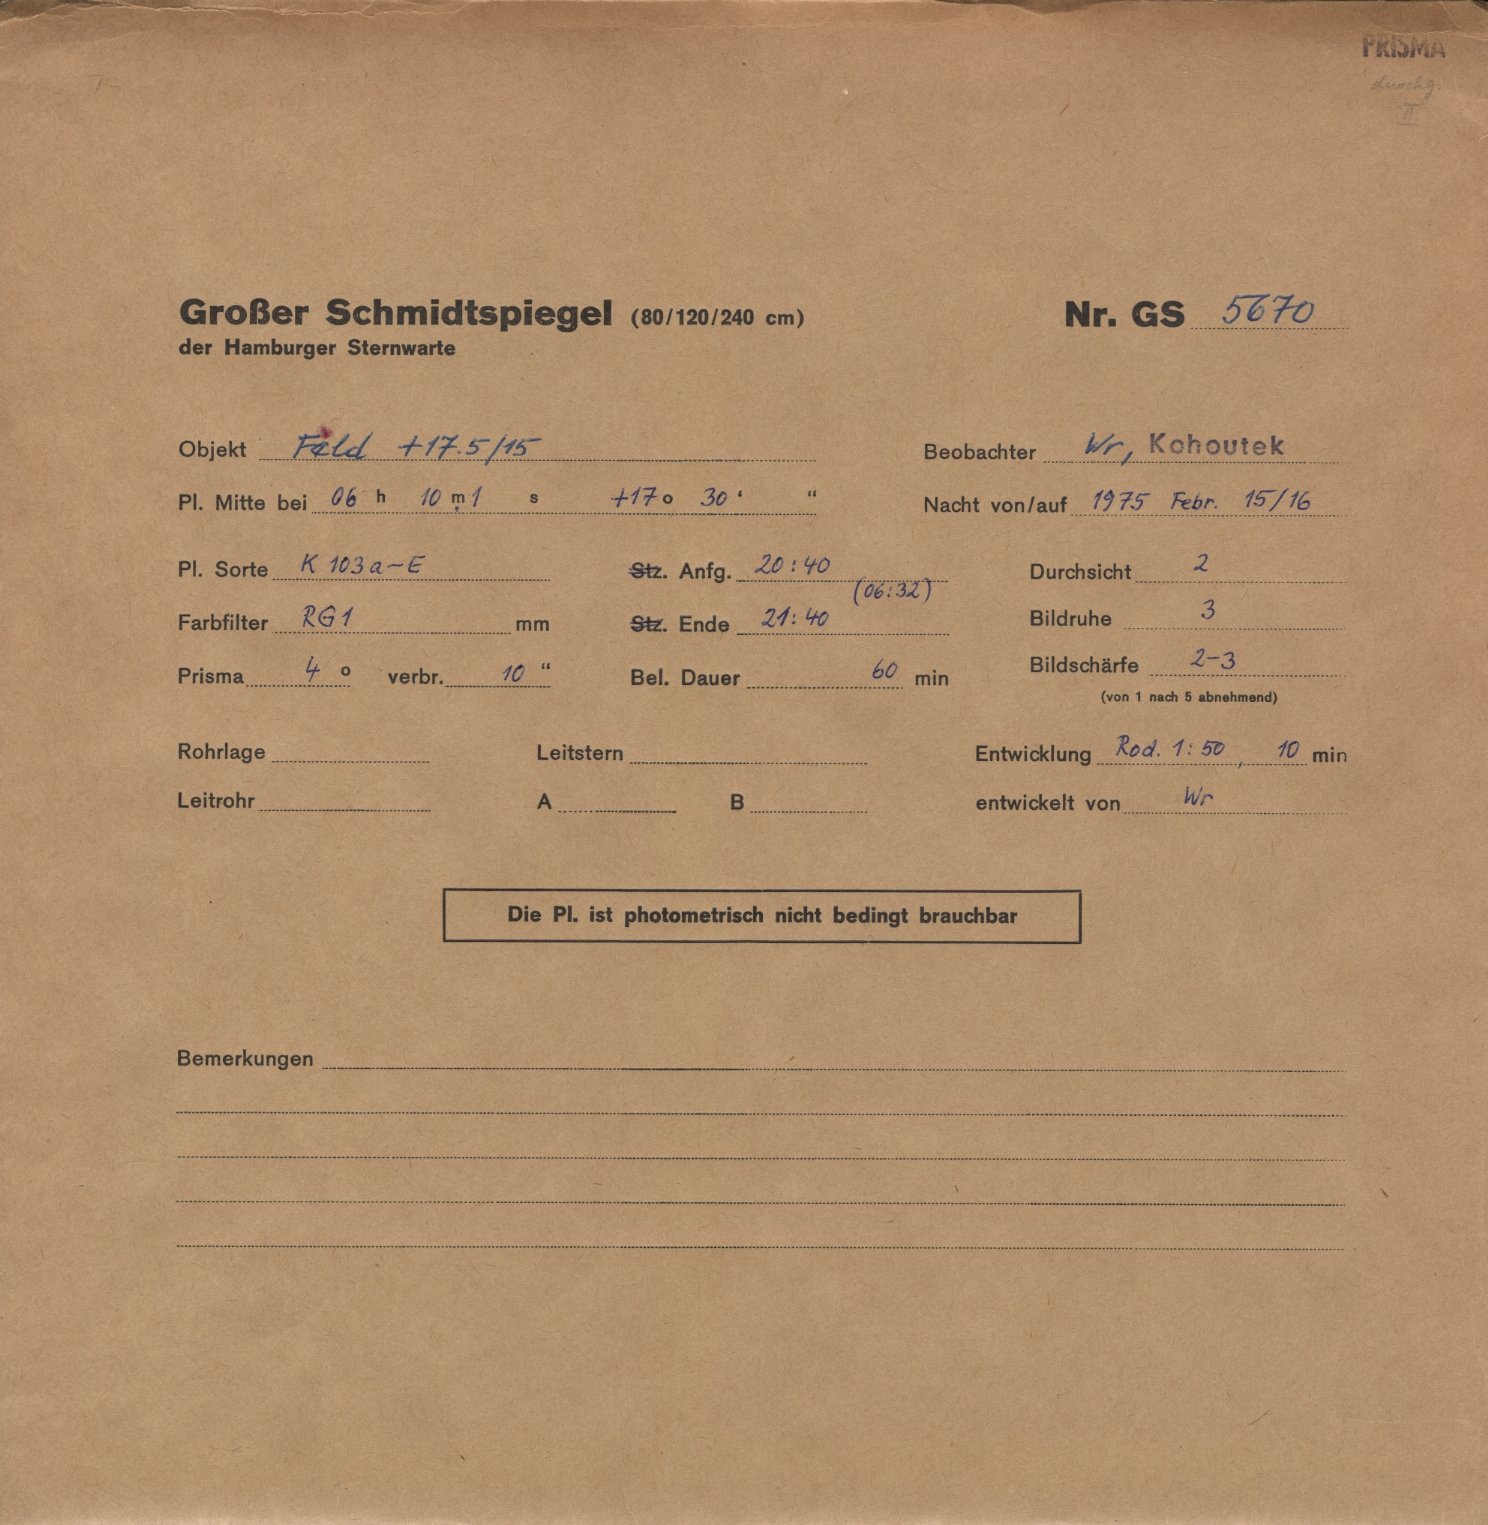 PRISMA
durchg.
II
Großer Schmidtspiegel (80/120/240 cm) Nr. GS 5670
der Hamburger Sternwarte
Objekt Feld +17.5/15 Beobachter Wr, Kohoutek
Pl. Mitte bei 06 h 10 m. 1 s +17 o 30 ' " Nacht von/auf 1975 Febr. 15/16
Pl. Sorte K 103a-E Stz. Anfg. 20:40 Durchsicht 2
(06:32)
Farbfilter RG1 mm Stz. Ende 21:40 Bildruhe 3
Prisma 4 o verbr. 10 " Bel. Dauer 60 min Bildschärfe 2-3
(von 1 nach 5 abnehmend)
Rohrlage Leitstern Entwicklung Rod. 1:50, 10 min
Leitrohr A B entwickelt von Wr
Die Pl. ist photometrisch nicht bedingt brauchbar
Bemerkungen